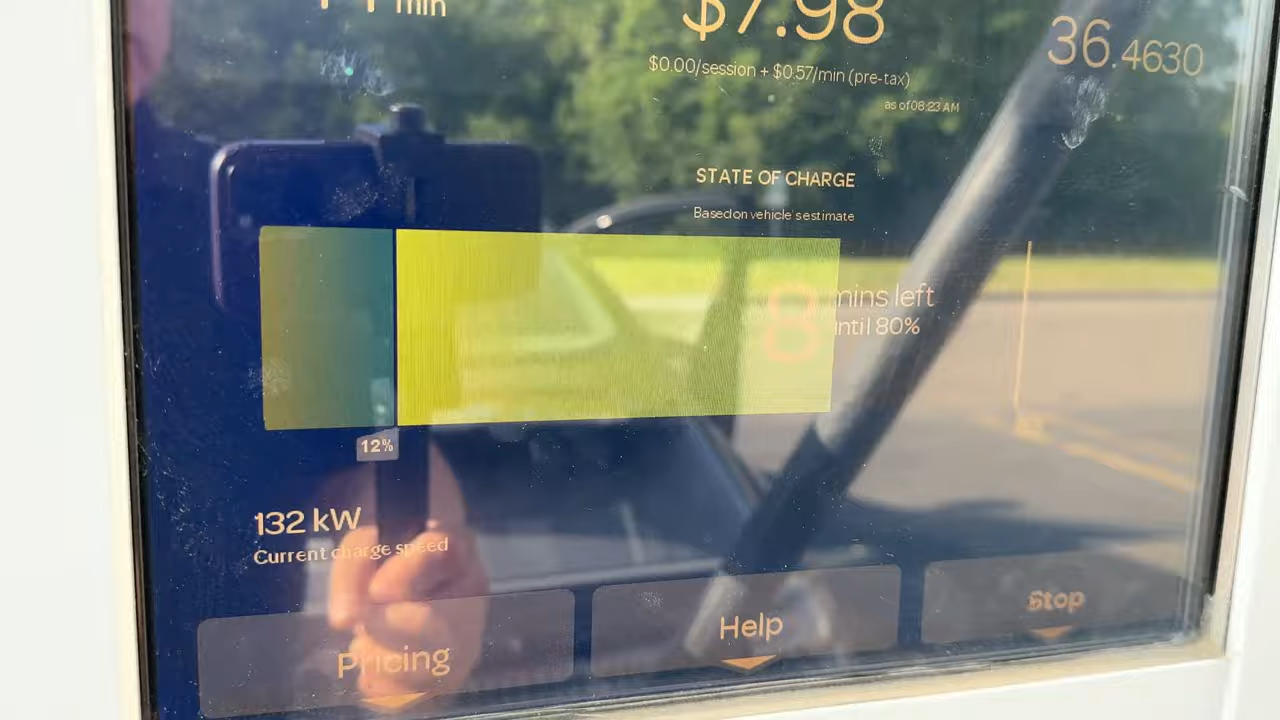 min
$7.98
36.4630
$0.00/session + $0.57/min (pre-tax)
as of 08:23 AM
STATE OF CHARGE
Based on vehicle's estimate
8 mins left
until 80%
12%
132 kW
Current charge speed
Pricing
Help
Stop